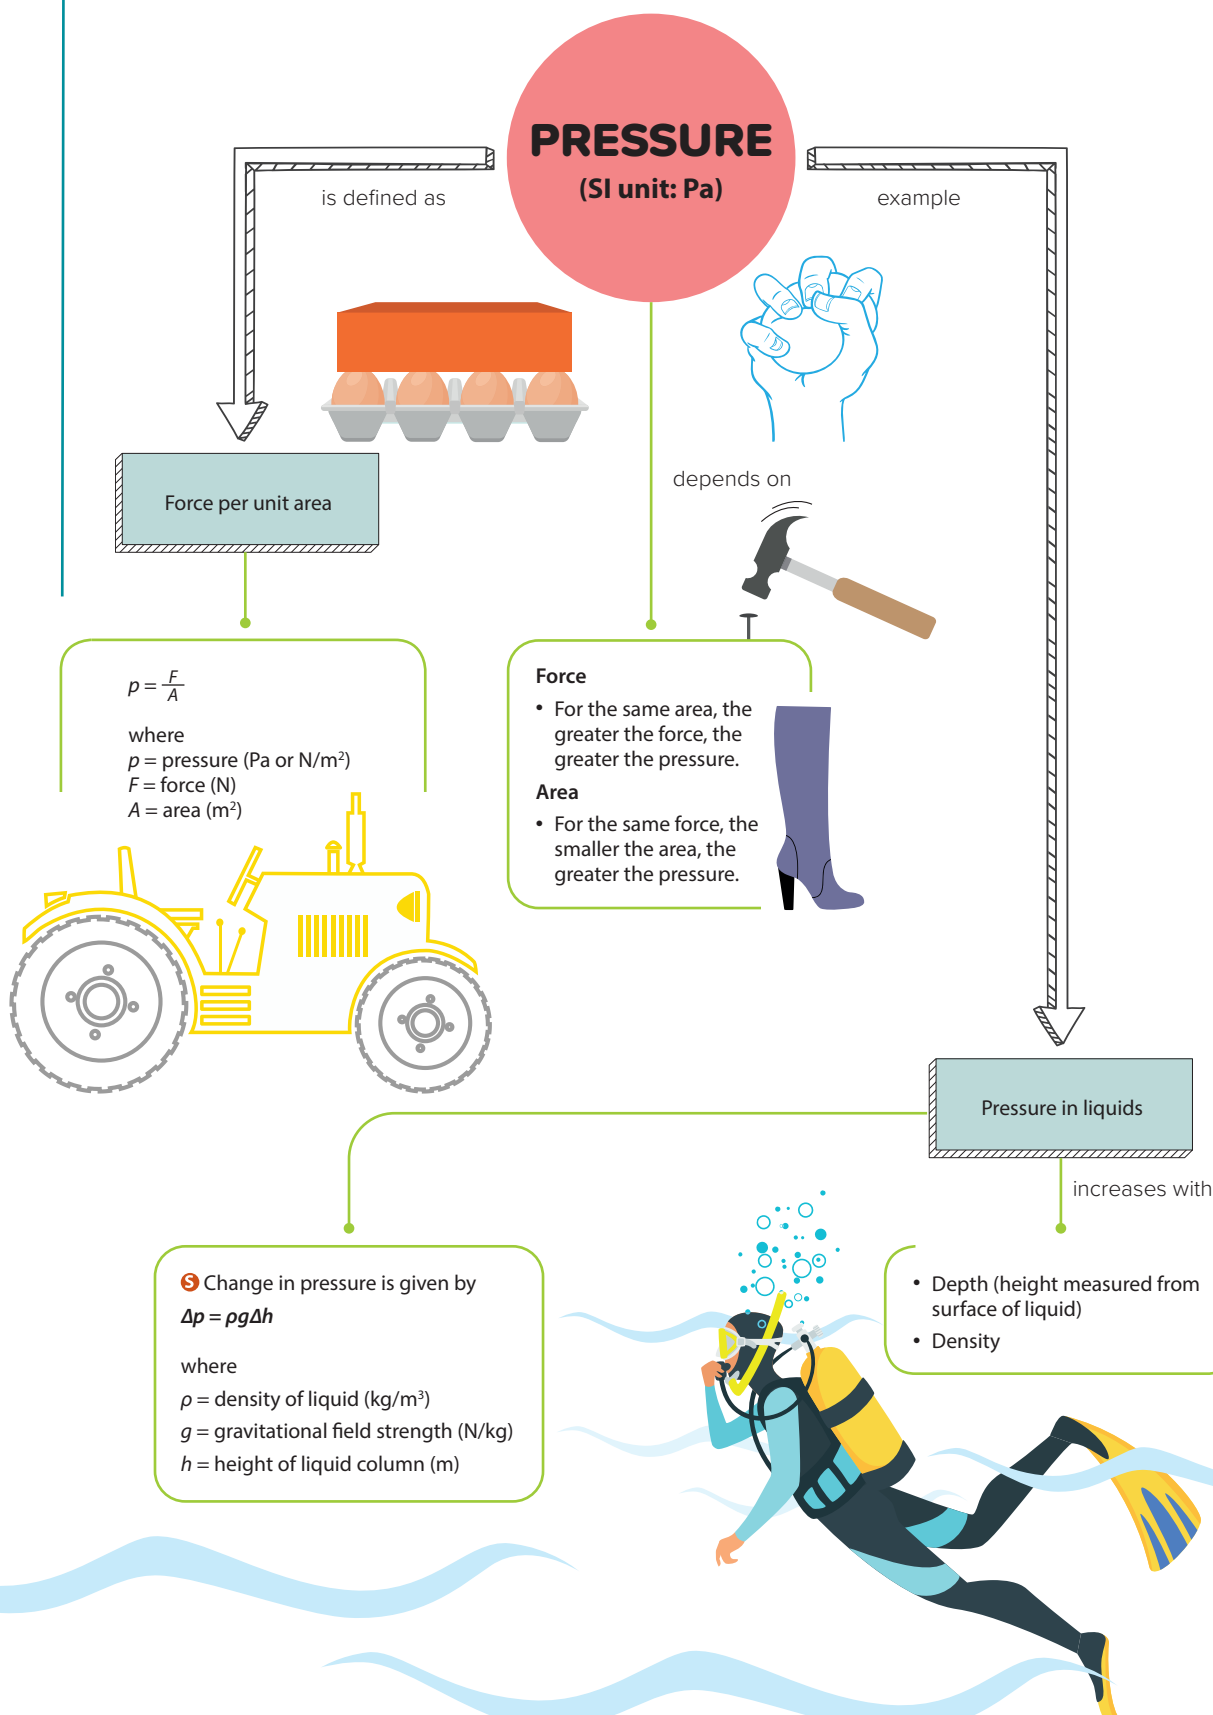 PRESSURE
(SI unit: Pa)
is defined as
example
depends on
Force per unit area
p = F/A
where
p = pressure (Pa or N/m²)
F = force (N)
A = area (m²)
Force
• For the same area, the
greater the force, the
greater the pressure.
Area
• For the same force, the
smaller the area, the
greater the pressure.
Pressure in liquids
increases with
S Change in pressure is given by
Δp = ρgΔh
where
ρ = density of liquid (kg/m³)
g = gravitational field strength (N/kg)
h = height of liquid column (m)
• Depth (height measured from
surface of liquid)
• Density